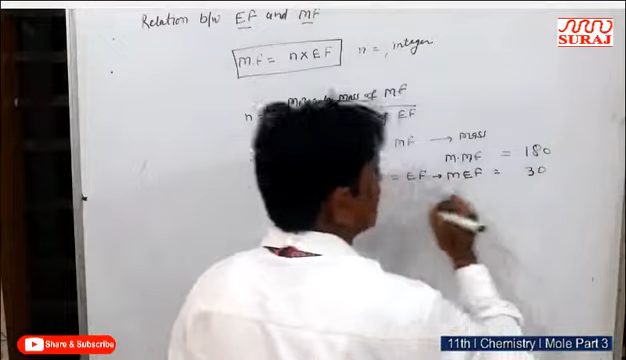 Relation b/w EF and MF
M.F = n x EF n = , integer
n = mass of MF
EF
MF → Mass
M.MF = 180
= EF → MEF = 30
SURAJ
Share & Subscribe
11th I Chemistry I Mole Part 3